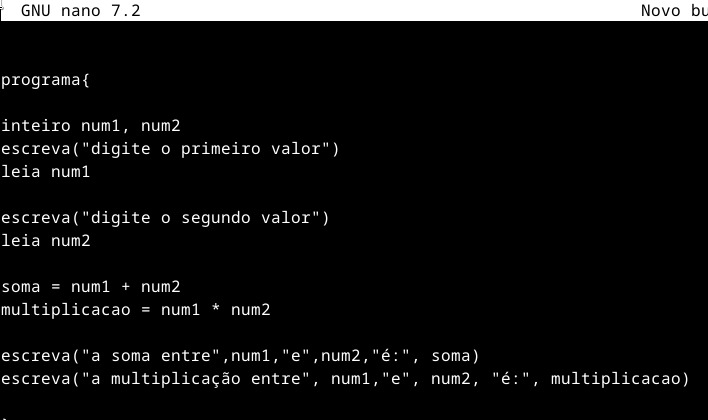 GNU nano 7.2 Novo bu
programa{
inteiro num1, num2
escreva("digite o primeiro valor")
leia num1
escreva("digite o segundo valor")
leia num2
soma = num1 + num2
multiplicacao = num1 * num2
escreva("a soma entre",num1,"e",num2,"é:", soma)
escreva("a multiplicação entre", num1,"e", num2, "é:", multiplicacao)